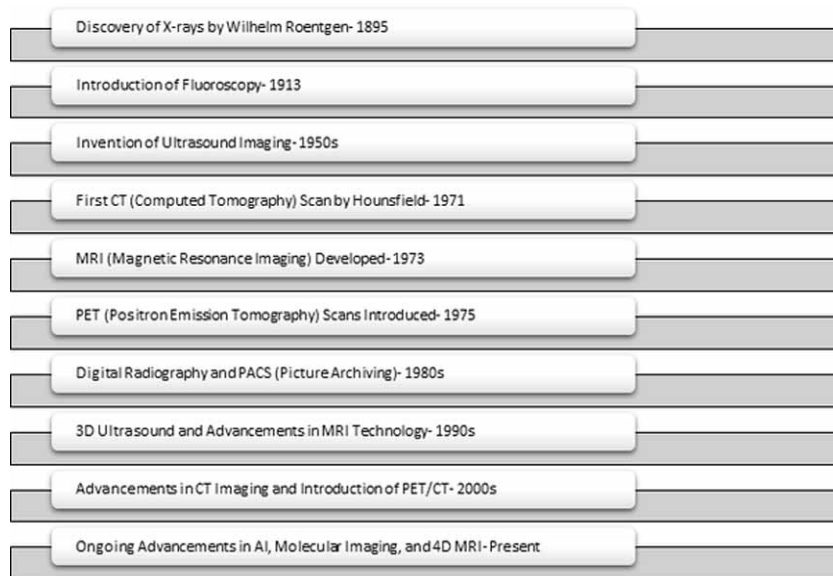 Discovery of X-rays by Wilhelm Roentgen- 1895
Introduction of Fluoroscopy- 1913
Invention of Ultrasound Imaging- 1950s
First CT (Computed Tomography) Scan by Hounsfield- 1971
MRI (Magnetic Resonance Imaging) Developed- 1973
PET (Positron Emission Tomography) Scans Introduced- 1975
Digital Radiography and PACS (Picture Archiving)- 1980s
3D Ultrasound and Advancements in MRI Technology- 1990s
Advancements in CT Imaging and Introduction of PET/CT- 2000s
Ongoing Advancements in AI, Molecular Imaging, and 4D MRI- Present